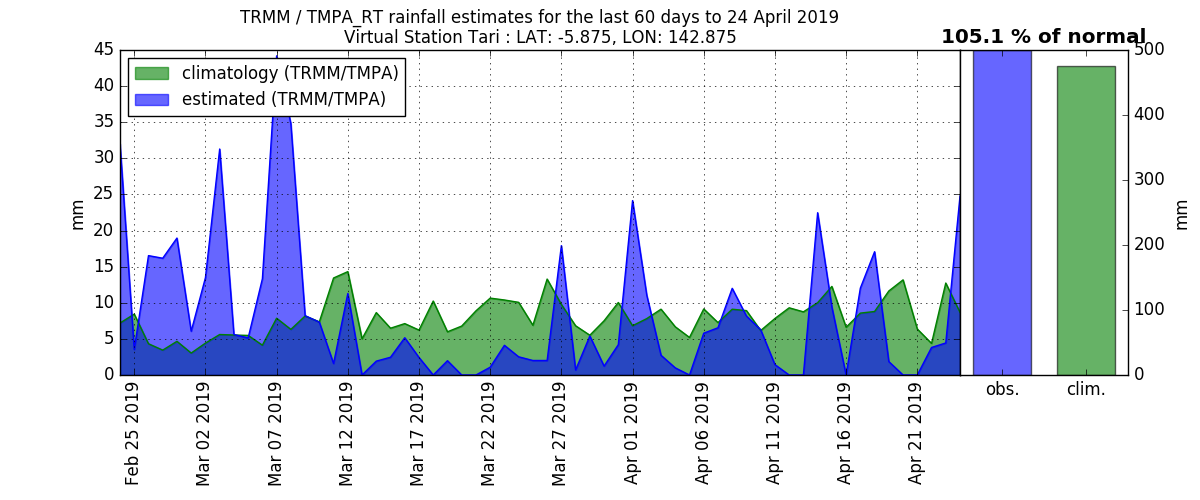 TRMM / TMPA_RT rainfall estimates for the last 60 days to 24 April 2019
Virtual Station Tari : LAT: -5.875, LON: 142.875
105.1 % of normal
climatology (TRMM/TMPA)
estimated (TRMM/TMPA)
45
40
35
30
25
20
15
10
5
0
mm
500
400
300
200
100
0
mm
obs.
clim.
Feb 25 2019
Mar 02 2019
Mar 07 2019
Mar 12 2019
Mar 17 2019
Mar 22 2019
Mar 27 2019
Apr 01 2019
Apr 06 2019
Apr 11 2019
Apr 16 2019
Apr 21 2019